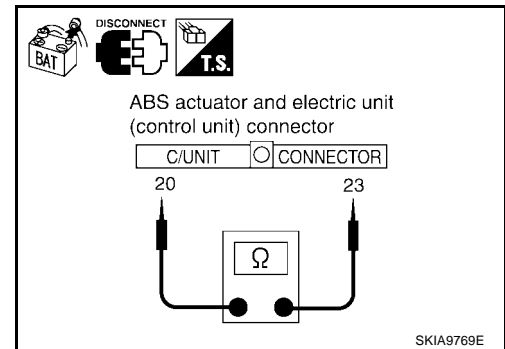 DISCONNECT
BAT
T.S.
ABS actuator and electric unit
(control unit) connector
C/UNIT CONNECTOR
20 23
Ω
SKIA9769E